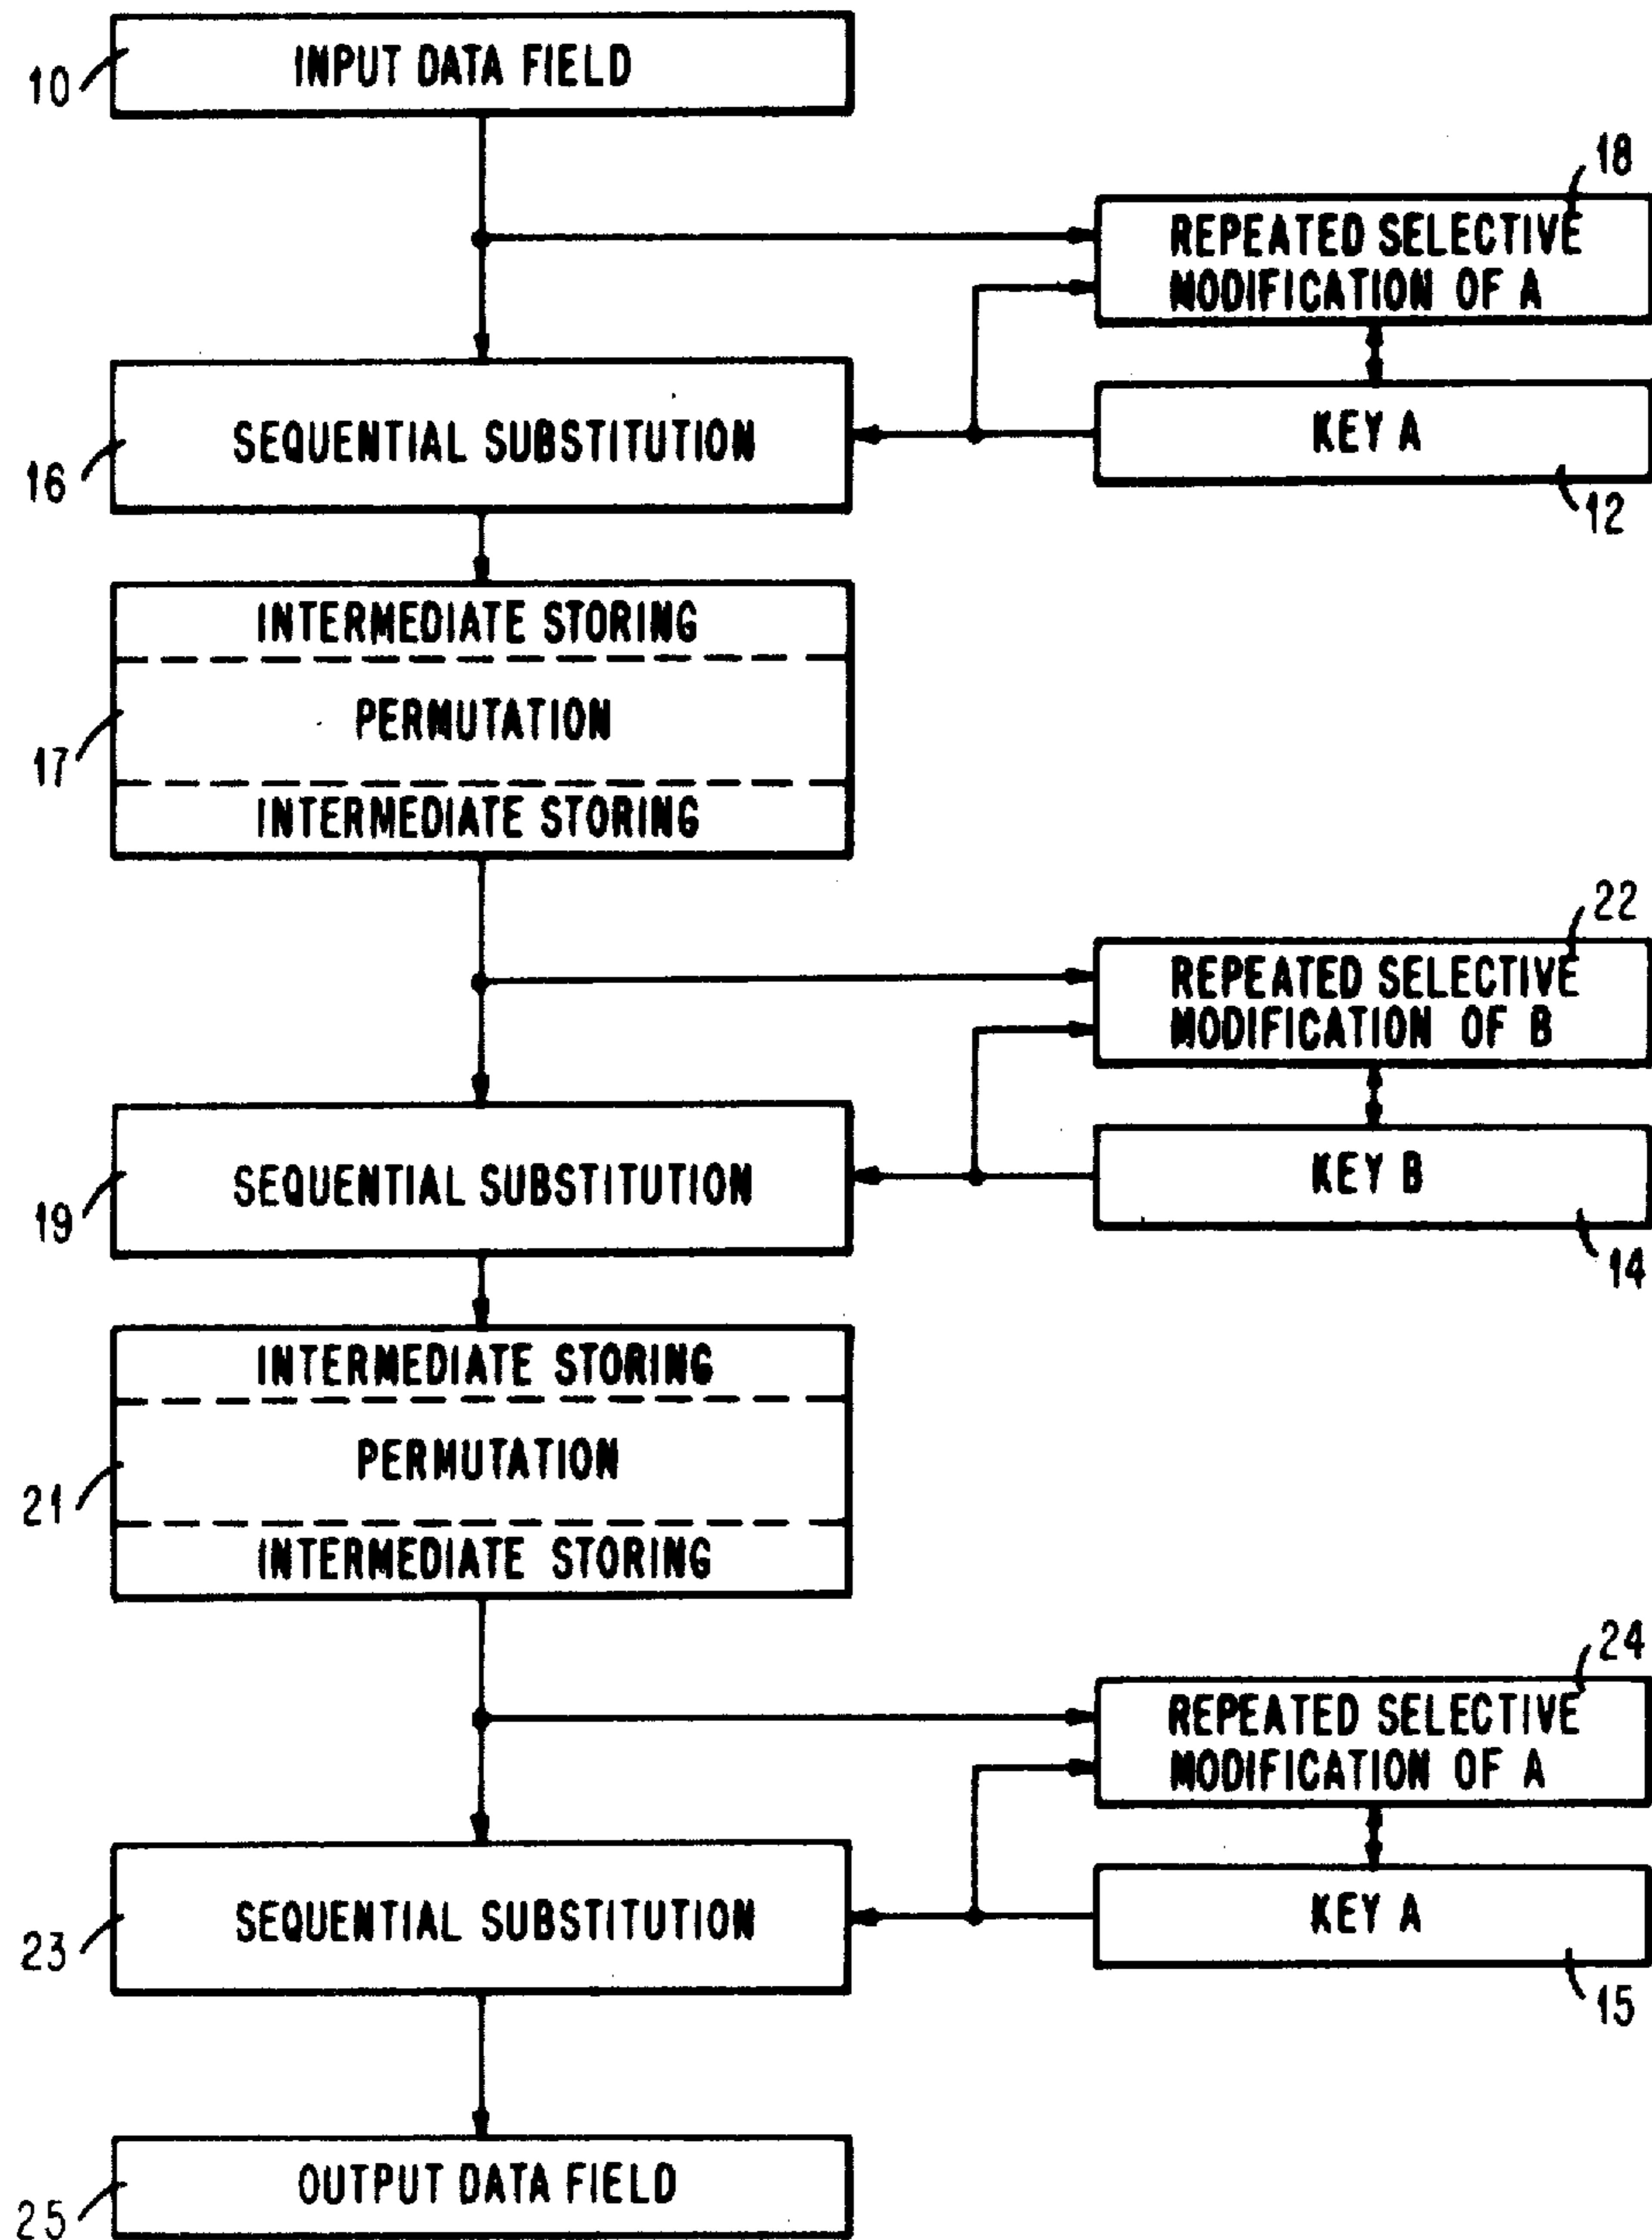 INPUT DATA FIELD
10
18
REPEATED SELECTIVE
MODIFICATION OF A
SEQUENTIAL SUBSTITUTION
16
KEY A
12
INTERMEDIATE STORING
PERMUTATION
17
INTERMEDIATE STORING
22
REPEATED SELECTIVE
MODIFICATION OF B
SEQUENTIAL SUBSTITUTION
19
KEY B
14
INTERMEDIATE STORING
PERMUTATION
21
INTERMEDIATE STORING
24
REPEATED SELECTIVE
MODIFICATION OF A
SEQUENTIAL SUBSTITUTION
23
KEY A
15
OUTPUT DATA FIELD
25